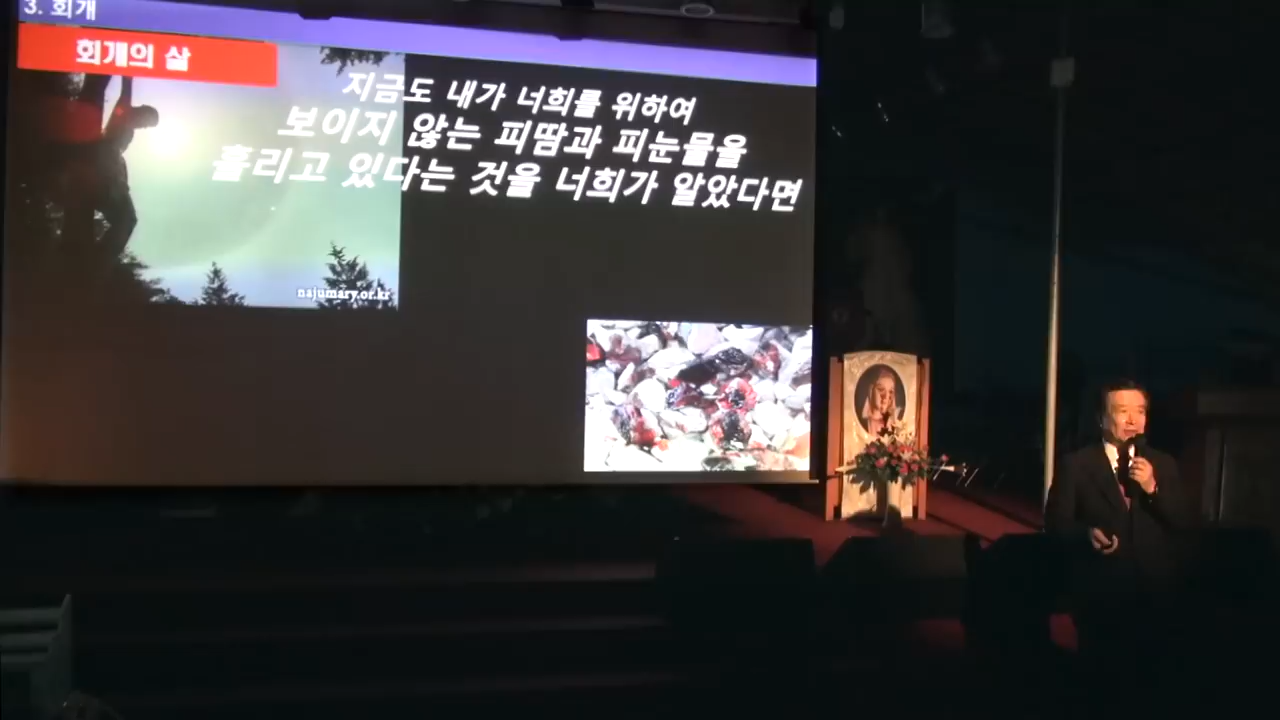 3. 회개
회개의 삶
지금도 내가 너희를 위하여
보이지 않는 피땀과 피눈물을
흘리고 있다는 것을 너희가 알았다면
najumary.or.kr